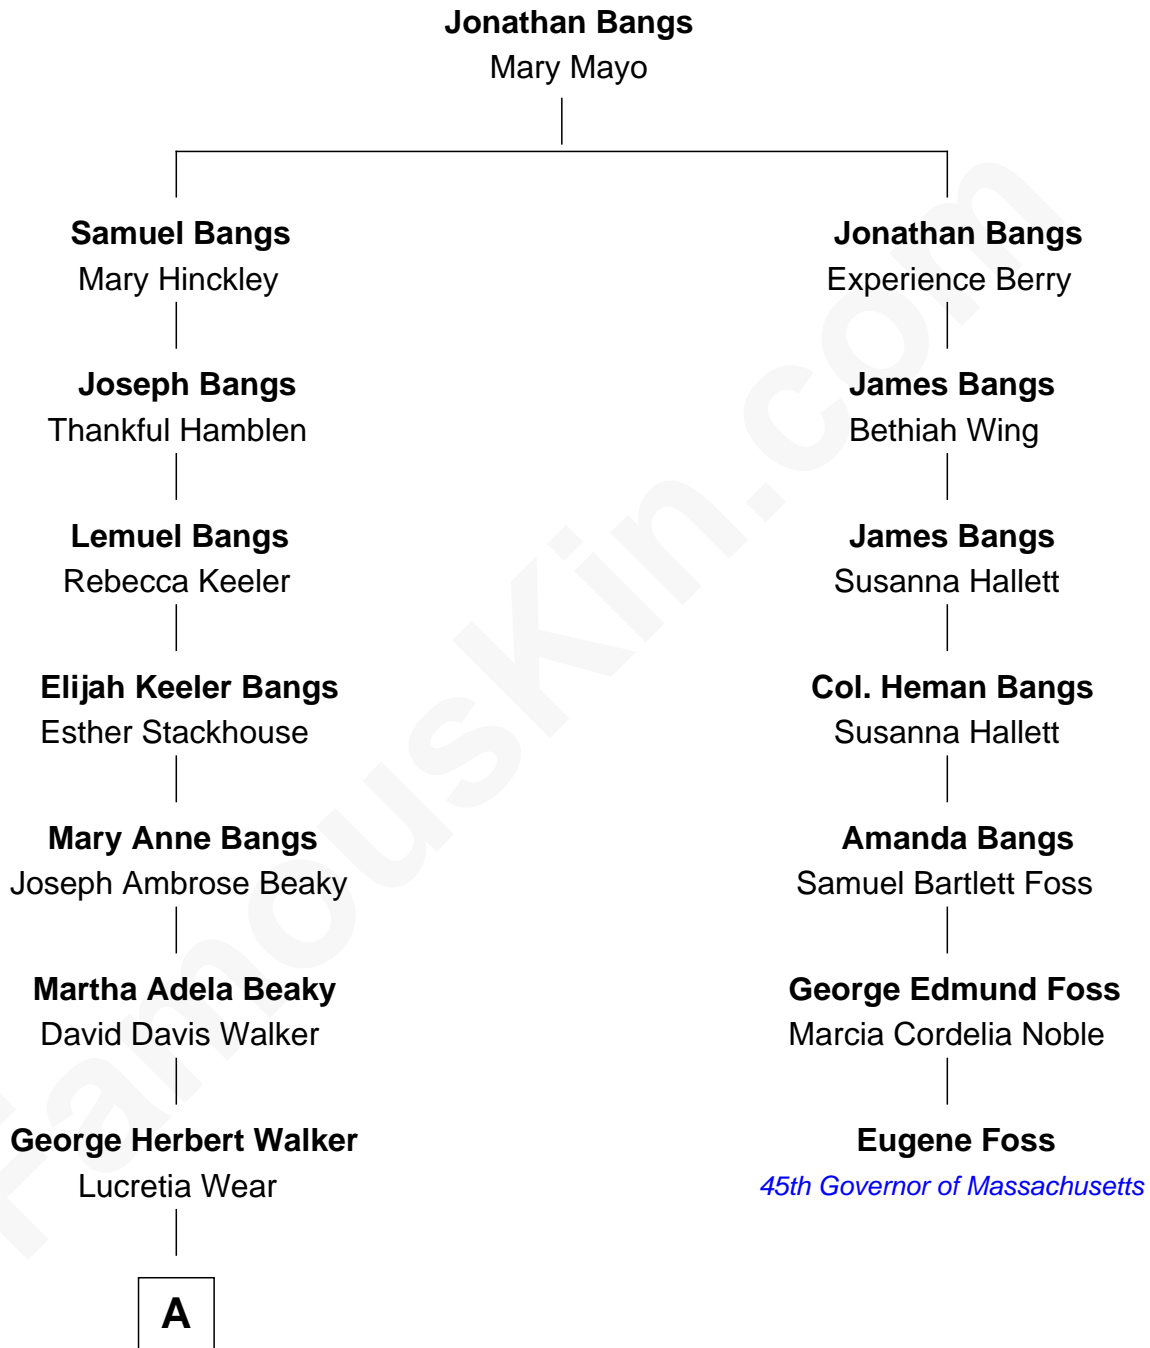 Jonathan Bangs
Mary Mayo
Samuel Bangs
Mary Hinckley
Jonathan Bangs
Experience Berry
Joseph Bangs
Thankful Hamblen
James Bangs
Bethiah Wing
Lemuel Bangs
Rebecca Keeler
James Bangs
Susanna Hallett
Elijah Keeler Bangs
Esther Stackhouse
Col. Heman Bangs
Susanna Hallett
Mary Anne Bangs
Joseph Ambrose Beaky
Amanda Bangs
Samuel Bartlett Foss
Martha Adela Beaky
David Davis Walker
George Edmund Foss
Marcia Cordelia Noble
George Herbert Walker
Lucretia Wear
Eugene Foss
45th Governor of Massachusetts
A
FamousKin.com